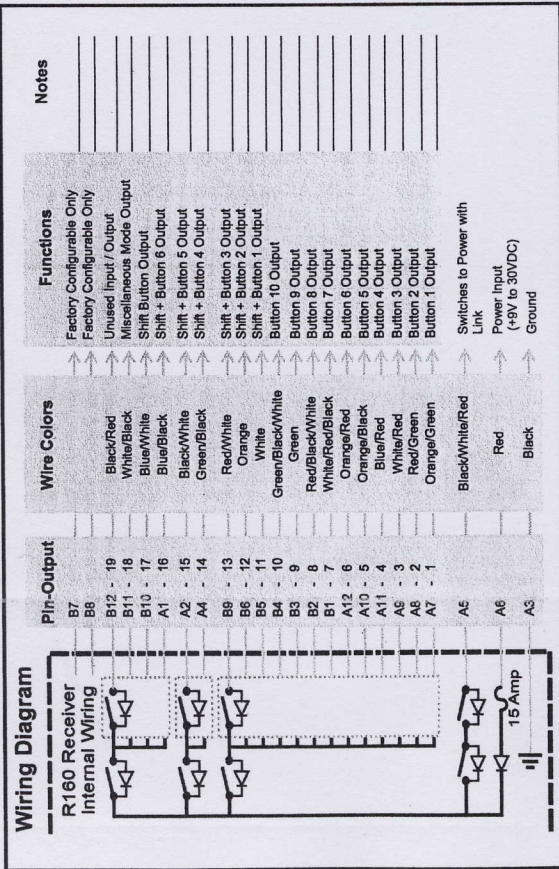 Wiring Diagram
R160 Receiver
Internal Wiring
15 Amp
Pin-Output Wire Colors Functions Notes
B7 Factory Configurable Only
B8 Factory Configurable Only
B12 - 19 Black/Red Unused Input / Output
B11 - 18 White/Black Miscellaneous Mode Output
B10 - 17 Blue/White Shift Button Output
A1 - 16 Blue/Black Shift + Button 6 Output
A2 - 15 Black/White Shift + Button 5 Output
A4 - 14 Green/Black Shift + Button 4 Output
B9 - 13 Red/White Shift + Button 3 Output
B6 - 12 Orange Shift + Button 2 Output
B5 - 11 White Shift + Button 1 Output
B4 - 10 Green/Black/White Button 10 Output
B3 - 9 Green Button 9 Output
B2 - 8 Red/Black/White Button 8 Output
B1 - 7 White/Red/Black Button 7 Output
A12 - 6 Orange/Red Button 6 Output
A10 - 5 Orange/Black Button 5 Output
A11 - 4 Blue/Red Button 4 Output
A9 - 3 White/Red Button 3 Output
A8 - 2 Red/Green Button 2 Output
A7 - 1 Orange/Green Button 1 Output
A5 Black/White/Red Switches to Power with
Link
A6 Red Power Input
(+9V to 30VDC)
A3 Black Ground